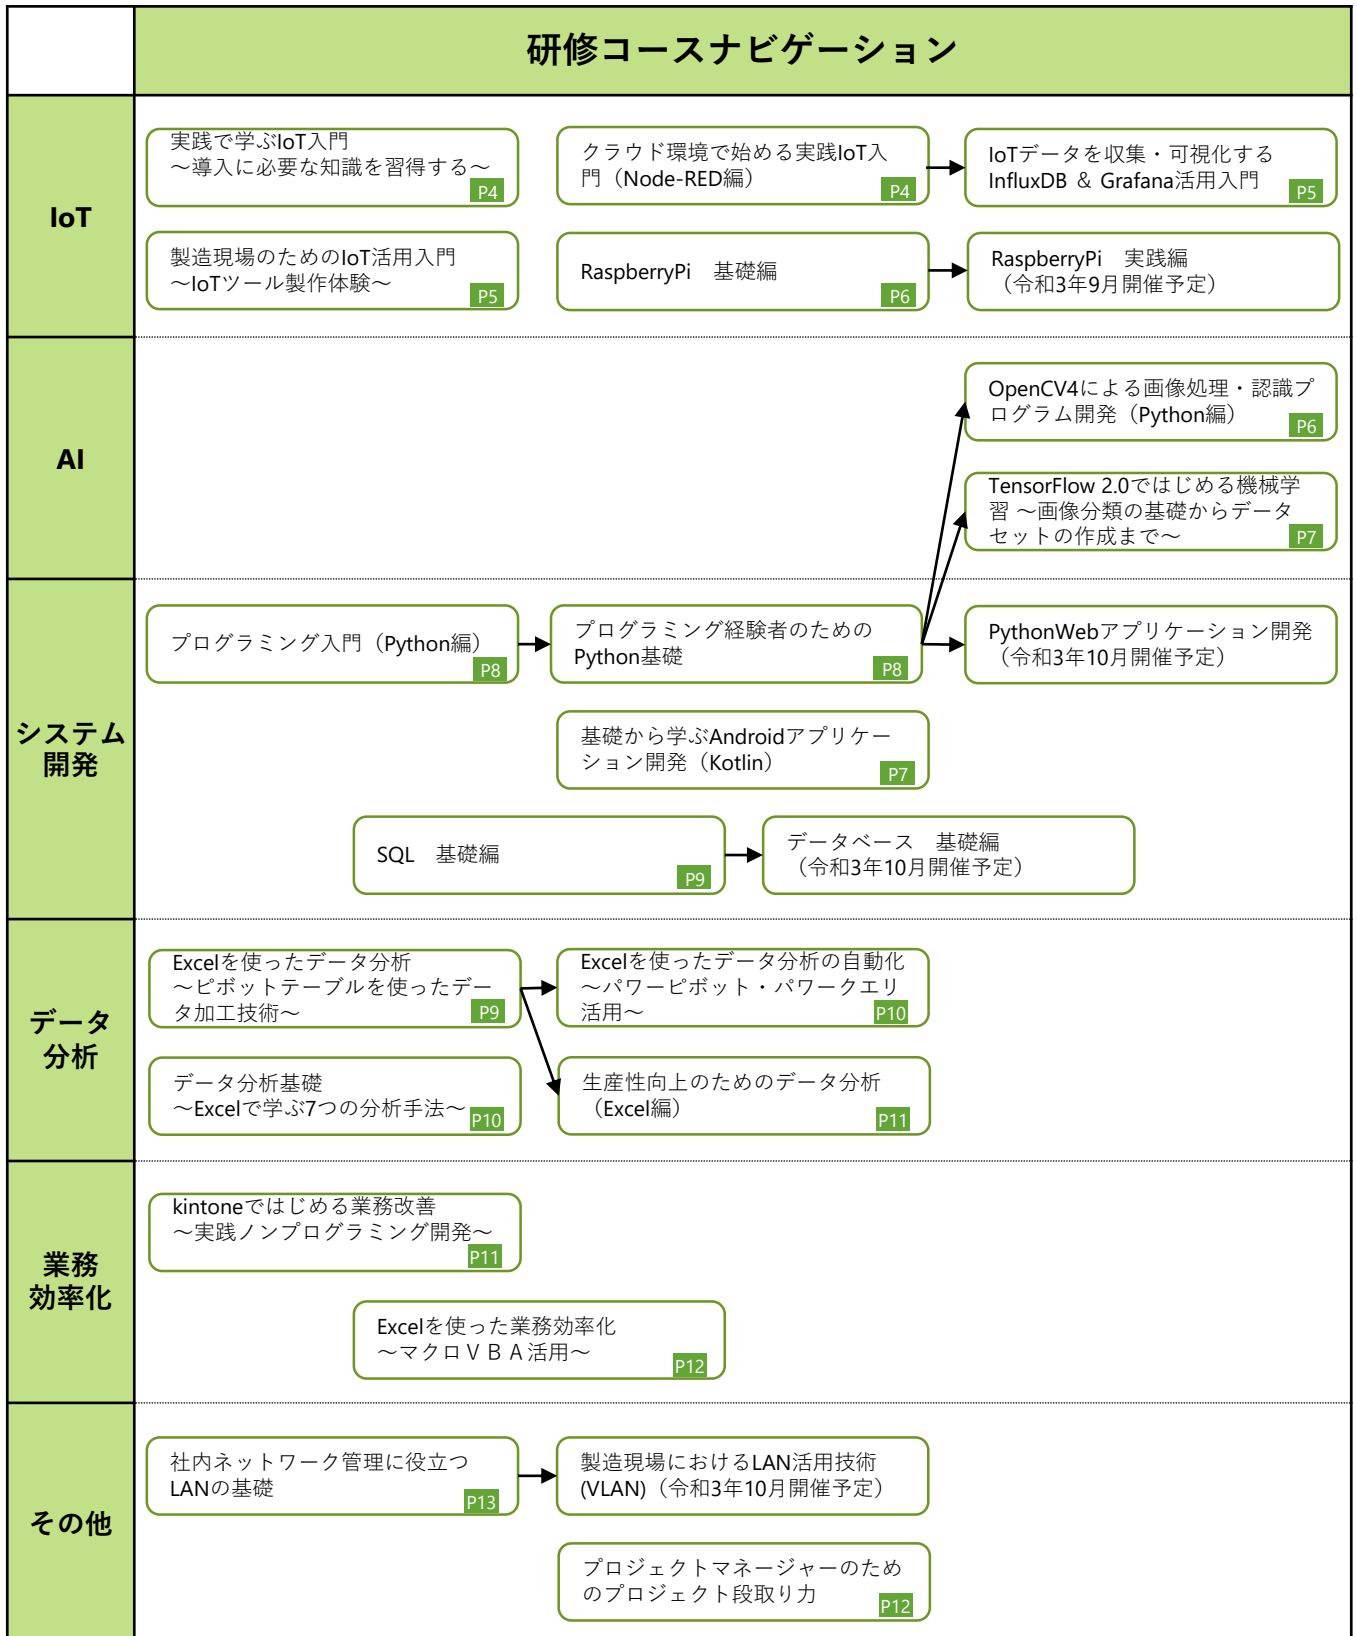 研修コースナビゲーション
IoT
実践で学ぶIoT入門
～導入に必要な知識を習得する～
P4
クラウド環境で始める実践IoT入
門（Node-RED編）
P4
IoTデータを収集・可視化する
InfluxDB ＆ Grafana活用入門
P5
製造現場のためのIoT活用入門
～IoTツール製作体験～
P5
RaspberryPi　基礎編
P6
RaspberryPi　実践編
（令和3年9月開催予定）
AI
OpenCV4による画像処理・認識プ
ログラム開発（Python編）
P6
TensorFlow 2.0ではじめる機械学
習 ～画像分類の基礎からデータ
セットの作成まで～
P7
システム
開発
プログラミング入門（Python編）
P8
プログラミング経験者のための
Python基礎
P8
PythonWebアプリケーション開発
（令和3年10月開催予定）
基礎から学ぶAndroidアプリケー
ション開発（Kotlin）
P7
SQL　基礎編
P9
データベース　基礎編
（令和3年10月開催予定）
データ
分析
Excelを使ったデータ分析
～ピボットテーブルを使ったデー
タ加工技術～
P9
Excelを使ったデータ分析の自動化
～パワーピボット・パワークエリ
活用～
P10
データ分析基礎
～Excelで学ぶ7つの分析手法～
P10
生産性向上のためのデータ分析
（Excel編）
P11
業務
効率化
kintoneではじめる業務改善
～実践ノンプログラミング開発～
P11
Excelを使った業務効率化
～マクロＶＢＡ活用～
P12
その他
社内ネットワーク管理に役立つ
LANの基礎
P13
製造現場におけるLAN活用技術
(VLAN)（令和3年10月開催予定）
プロジェクトマネージャーのため
のプロジェクト段取り力
P12